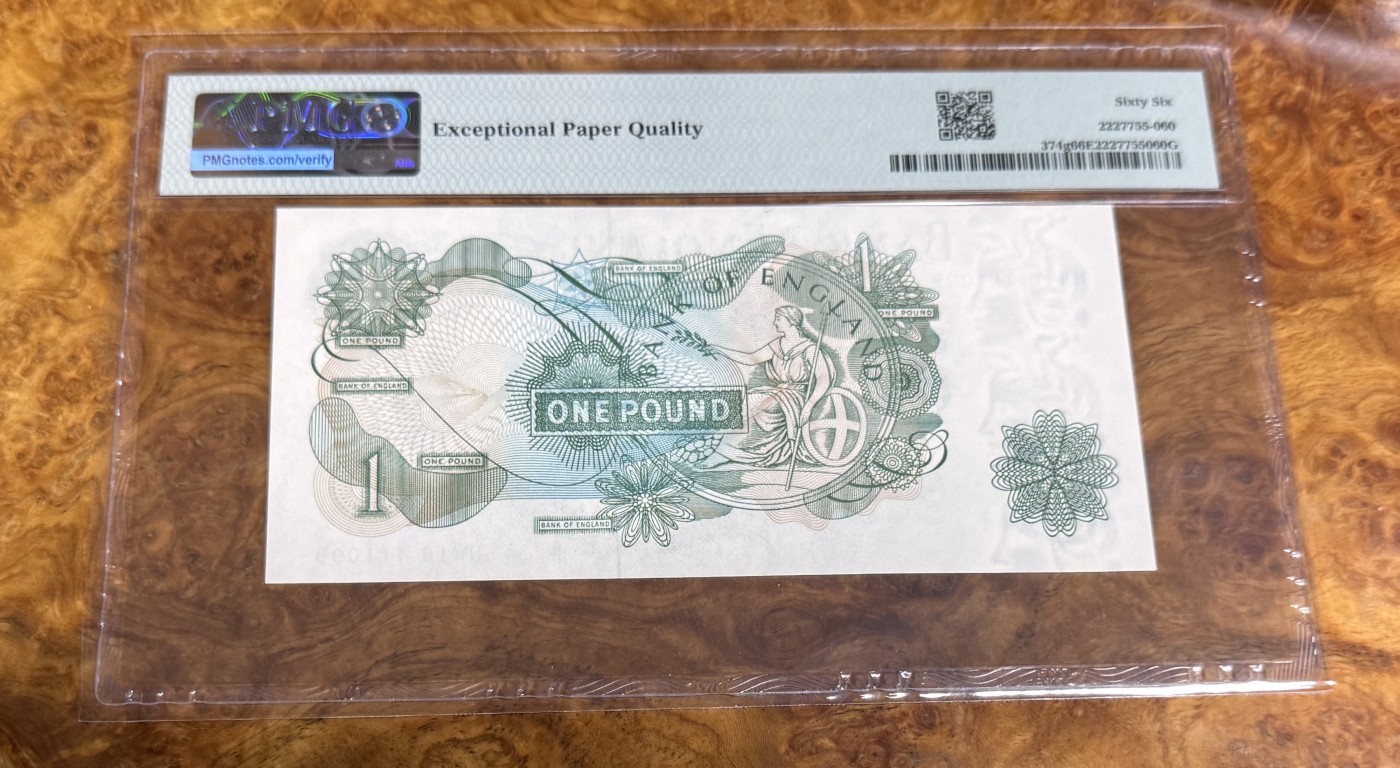 PMG
PMGnotes.com/verify
Exceptional Paper Quality
Sixty Six
2227755-060
374g66E2227755060G
BANK OF ENGLAND
BANK OF ENGLAND
1
ONE POUND
ONE POUND
BANK OF ENGLAND
ONE POUND
1
ONE POUND
BANK OF ENGLAND